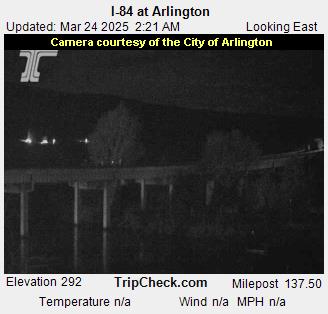 I-84 at Arlington
Updated: Mar 24 2025 2:21 AM Looking East
Camera courtesy of the City of Arlington
Elevation 292 TripCheck.com Milepost 137.50
Temperature n/a Wind n/a MPH n/a